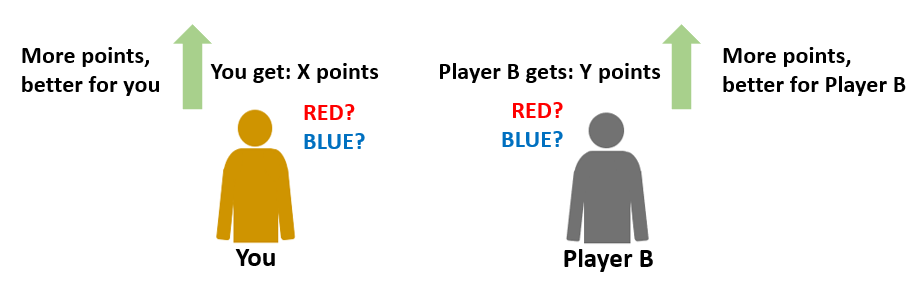 More points,
better for you
You get: X points
RED?
BLUE?
You
Player B gets: Y points
RED?
BLUE?
Player B
More points,
better for Player B